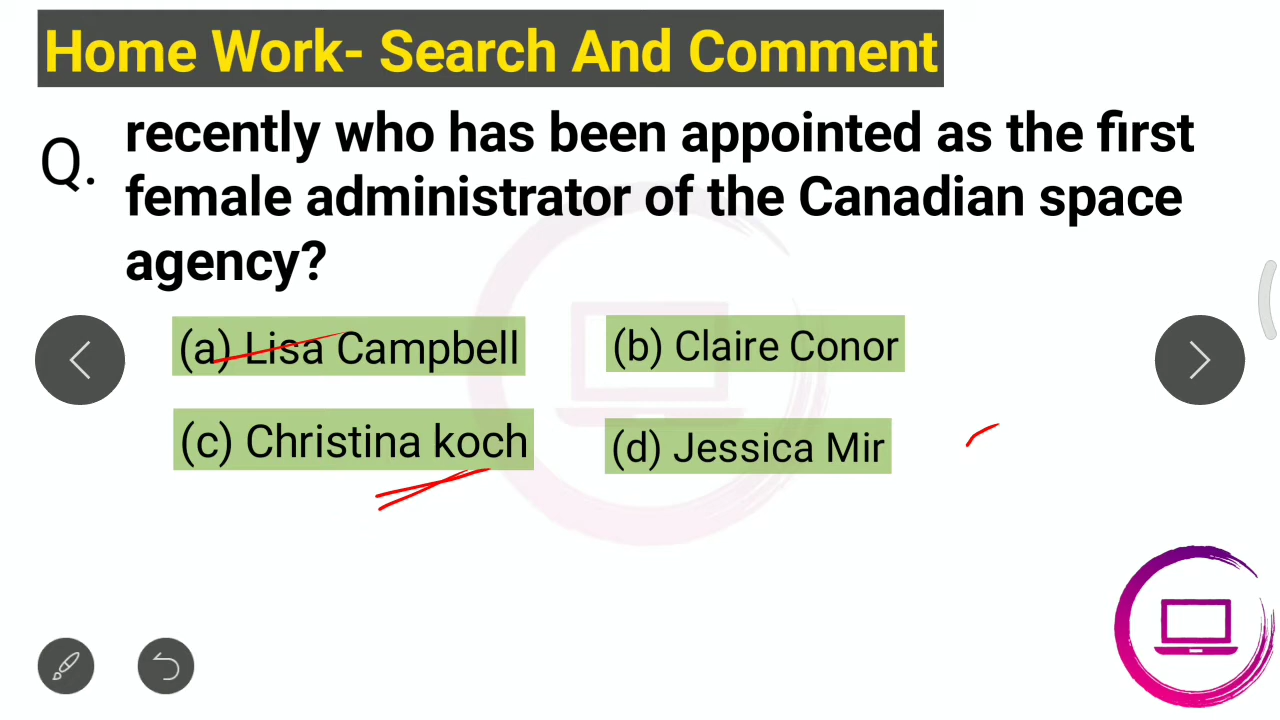 Home Work- Search And Comment
Q. recently who has been appointed as the first
female administrator of the Canadian space
agency?
(a) Lisa Campbell (b) Claire Conor
(c) Christina koch (d) Jessica Mir